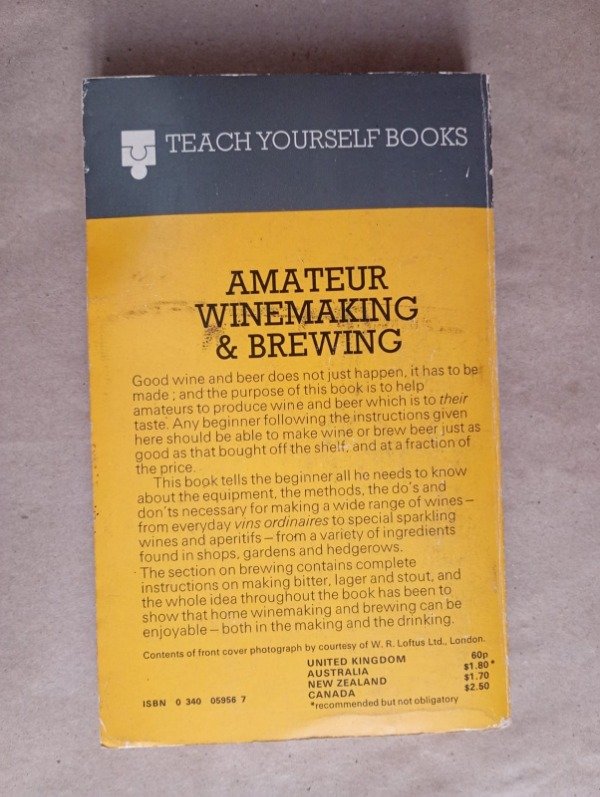 TEACH YOURSELF BOOKS
AMATEUR
WINEMAKING
& BREWING
Good wine and beer does not just happen, it has to be
made ; and the purpose of this book is to help
amateurs to produce wine and beer which is to their
taste. Any beginner following the instructions given
here should be able to make wine or brew beer just as
good as that bought off the shelf, and at a fraction of
the price.
This book tells the beginner all he needs to know
about the equipment, the methods, the do's and
don'ts necessary for making a wide range of wines –
from everyday vins ordinaires to special sparkling
wines and aperitifs – from a variety of ingredients
found in shops, gardens and hedgerows.
The section on brewing contains complete
instructions on making bitter, lager and stout, and
the whole idea throughout the book has been to
show that home winemaking and brewing can be
enjoyable – both in the making and the drinking.
Contents of front cover photograph by courtesy of W. R. Loftus Ltd., London.
UNITED KINGDOM 60p
AUSTRALIA $1.80*
NEW ZEALAND $1.70
CANADA $2.50
*recommended but not obligatory
ISBN 0 340 05956 7